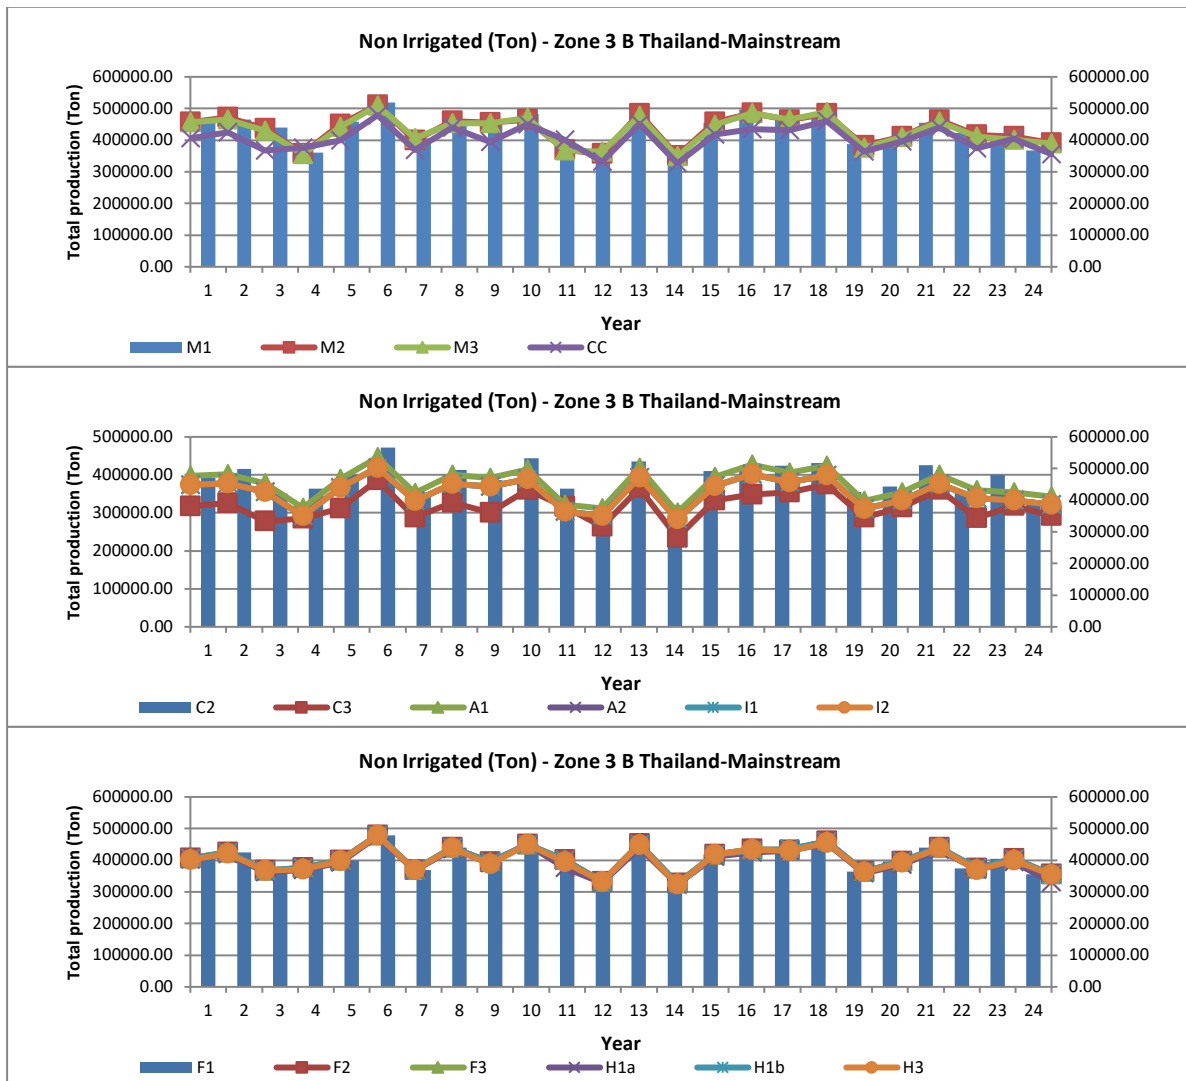 Non Irrigated (Ton) - Zone 3 B Thailand-Mainstream
Total production (Ton)
600000.00 600000.00
500000.00 500000.00
400000.00 400000.00
300000.00 300000.00
200000.00 200000.00
100000.00 100000.00
0.00 0.00
1 2 3 4 5 6 7 8 9 10 11 12 13 14 15 16 17 18 19 20 21 22 23 24
Year
M1 M2 M3 CC
Non Irrigated (Ton) - Zone 3 B Thailand-Mainstream
Total production (Ton)
500000.00 600000.00
400000.00 500000.00
300000.00 400000.00
200000.00 300000.00
100000.00 200000.00
0.00 100000.00
0.00
1 2 3 4 5 6 7 8 9 10 11 12 13 14 15 16 17 18 19 20 21 22 23 24
Year
C2 C3 A1 A2 I1 I2
Non Irrigated (Ton) - Zone 3 B Thailand-Mainstream
Total production (Ton)
600000.00 600000.00
500000.00 500000.00
400000.00 400000.00
300000.00 300000.00
200000.00 200000.00
100000.00 100000.00
0.00 0.00
1 2 3 4 5 6 7 8 9 10 11 12 13 14 15 16 17 18 19 20 21 22 23 24
Year
F1 F2 F3 H1a H1b H3